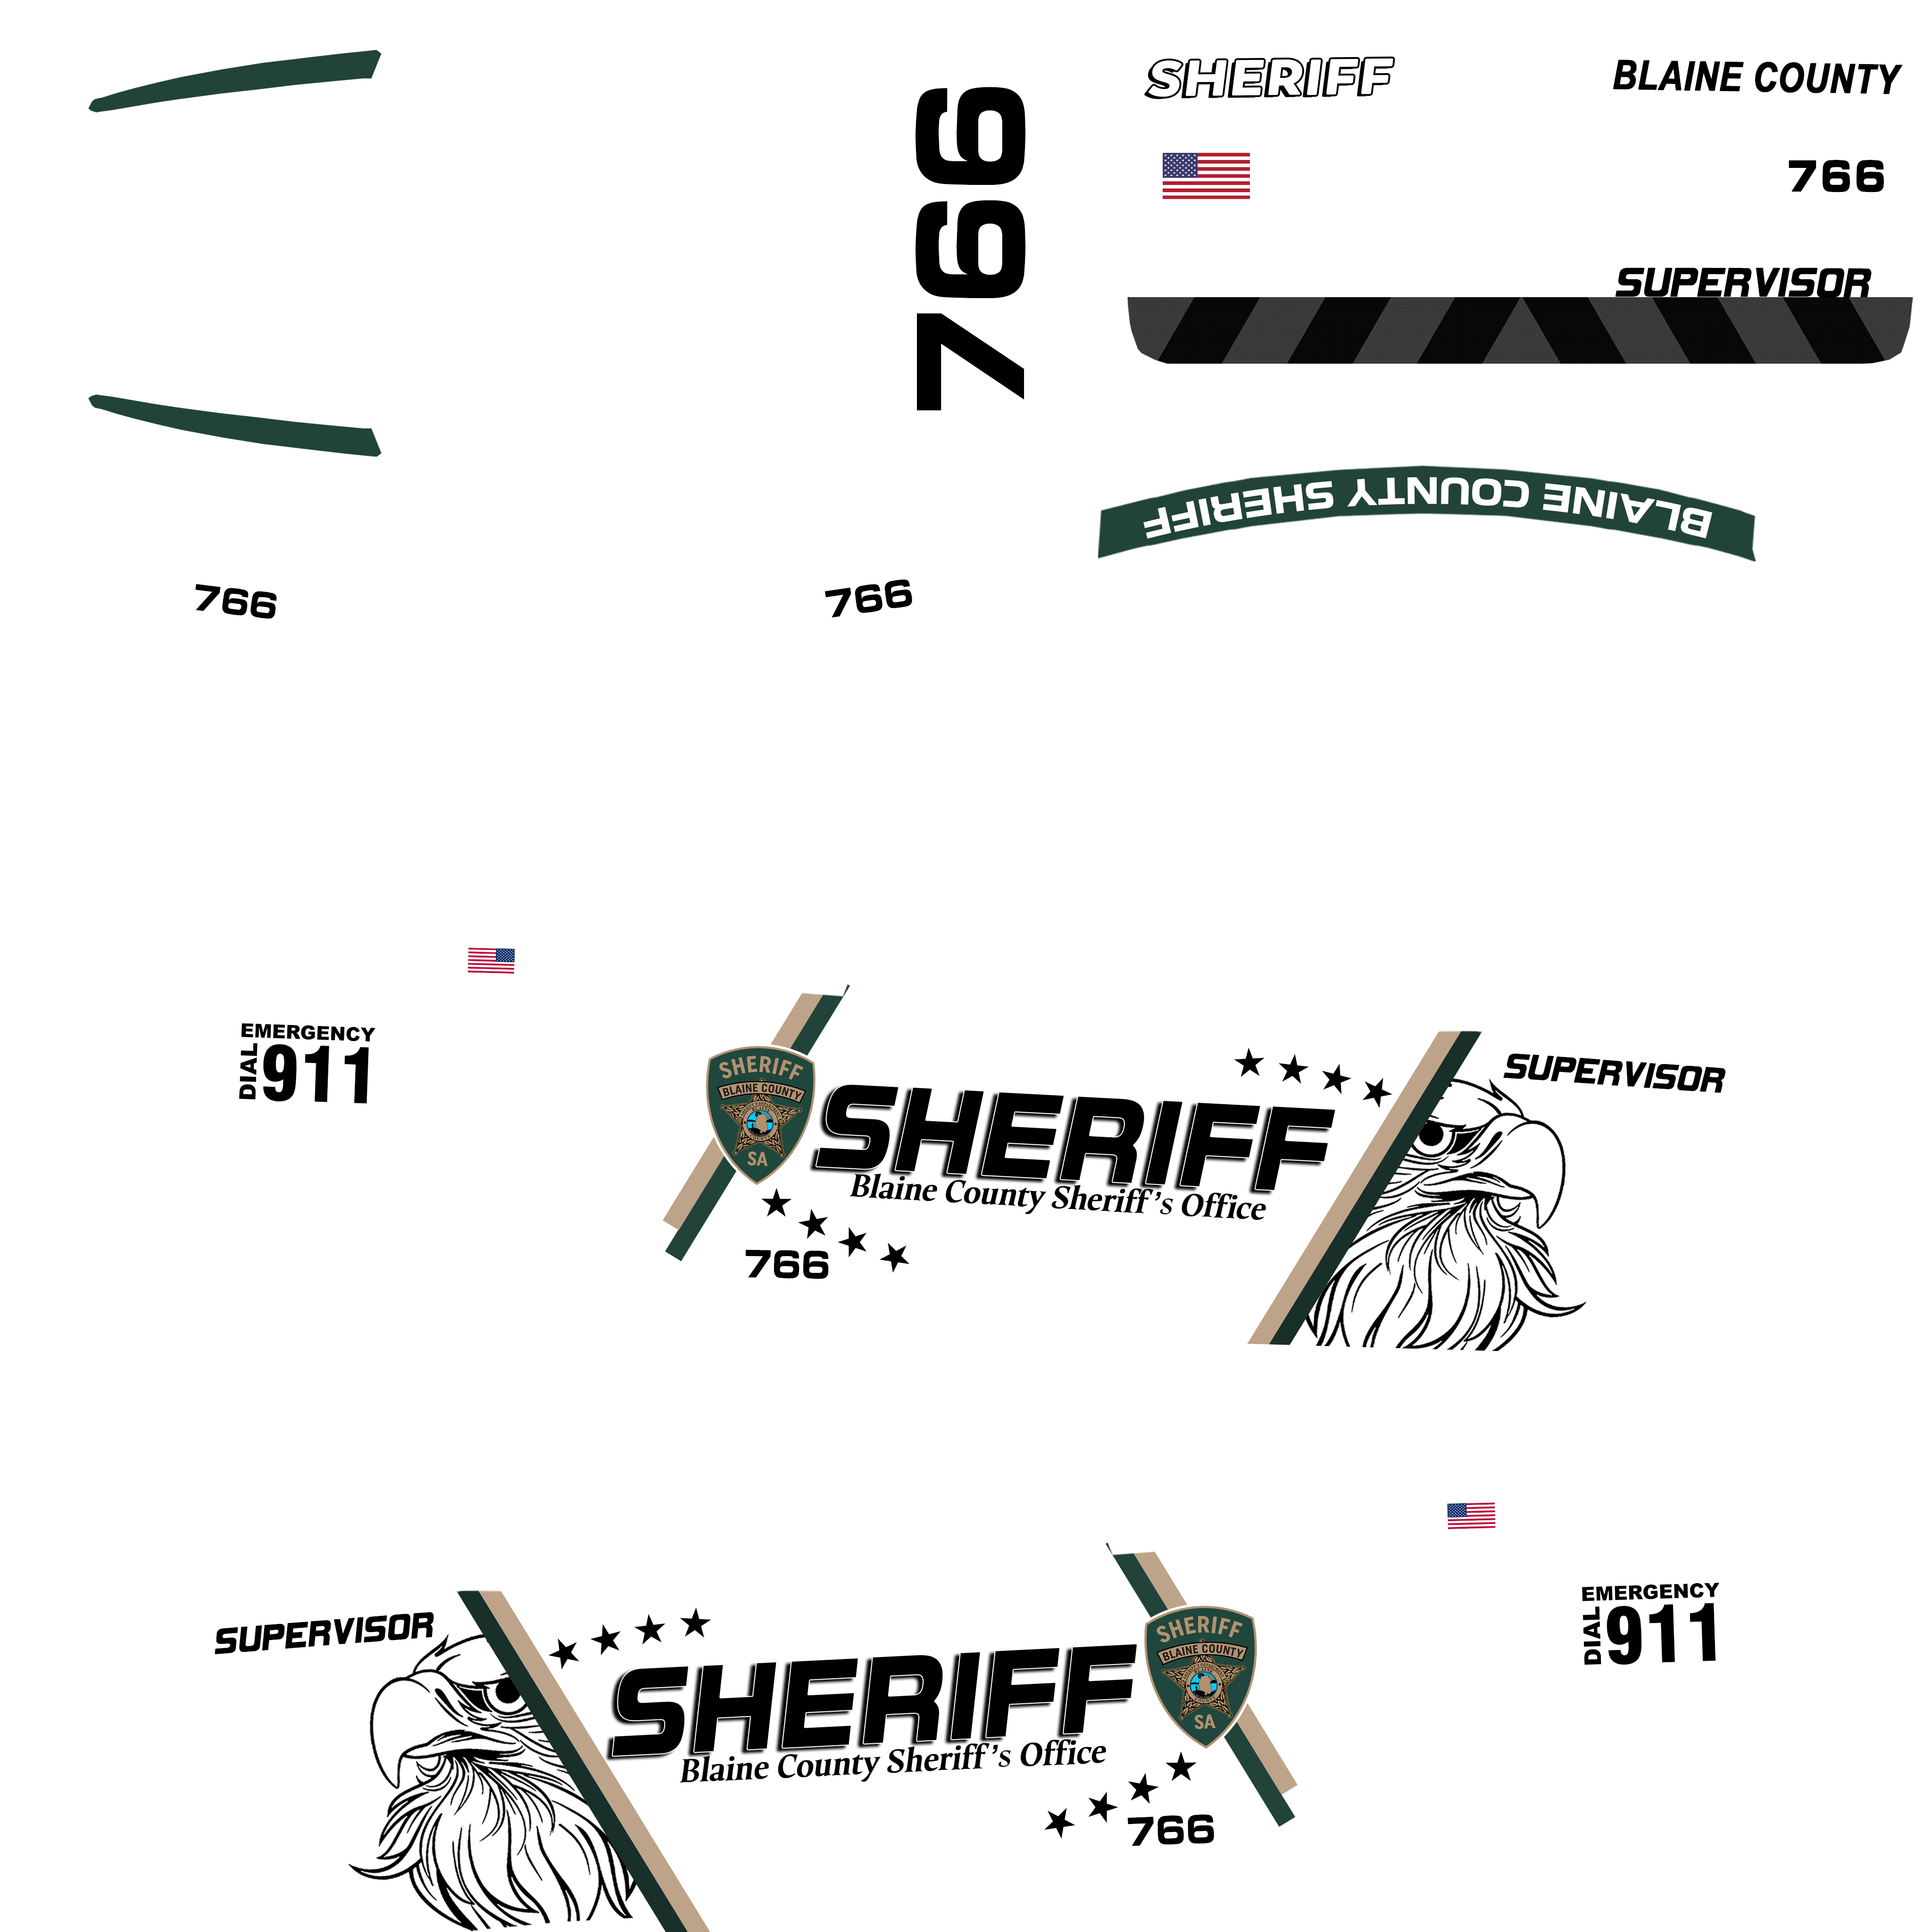 SHERIFF
BLAINE COUNTY
766
766
SUPERVISOR
BLAINE COUNTY SHERIFF
766
766
EMERGENCY
DIAL 911
SHERIFF
BLAINE COUNTY
SA
SHERIFF
Blaine County Sheriff's Office
766
SUPERVISOR
SUPERVISOR
SHERIFF
Blaine County Sheriff's Office
SHERIFF
BLAINE COUNTY
SA
766
EMERGENCY
DIAL 911